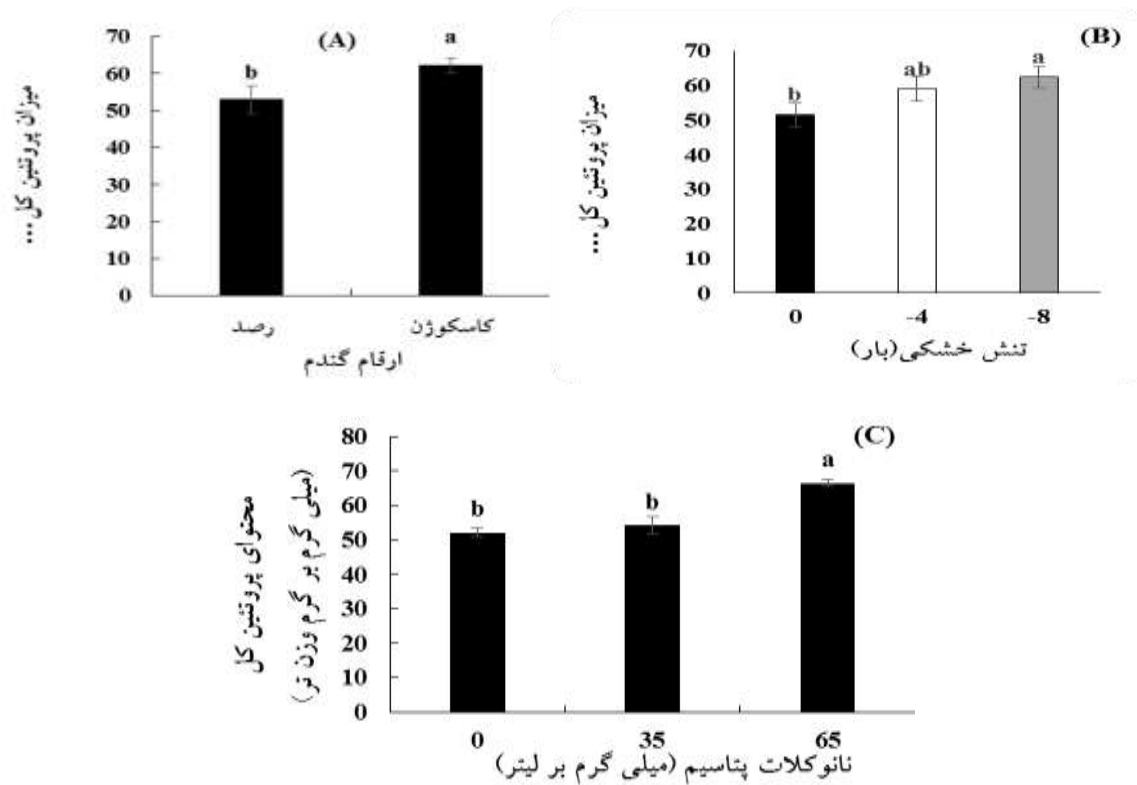 (A)
میزان پروتئین کل...
70
60
50
40
30
20
10
0
b
a
رصد
کاسکوژن
ارقام گندم
(B)
میزان پروتئین کل...
70
60
50
40
30
20
10
0
b
ab
a
0
-4
-8
تنش خشکی(بار)
(C)
محتوای پروتئین کل
(میلی گرم بر گرم وزن تر)
80
70
60
50
40
30
20
10
0
b
b
a
0
35
65
نانوکلات پتاسیم (میلی گرم بر لیتر)